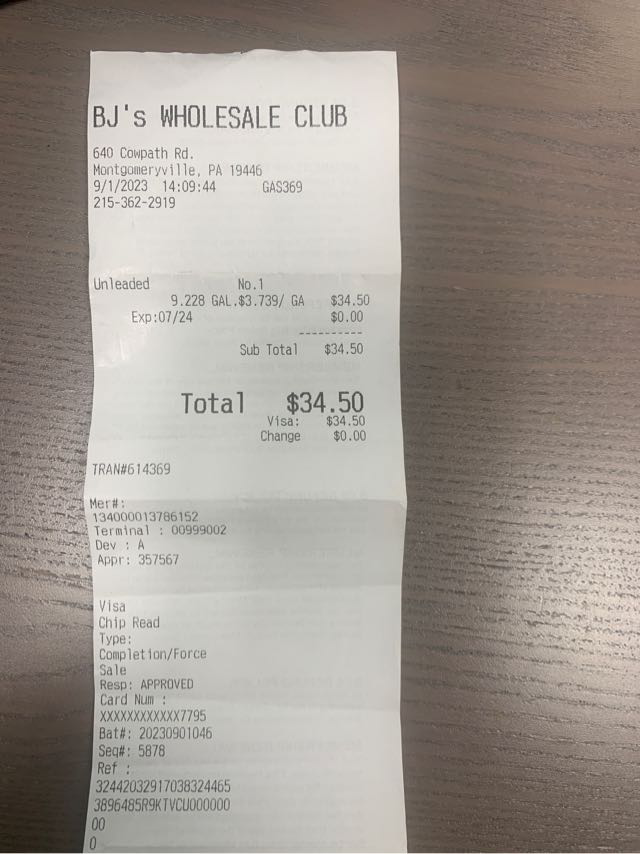 BJ's WHOLESALE CLUB
640 Cowpath Rd.
Montgomeryville, PA 19446
9/1/2023 14:09:44 GAS369
215-362-2919
Unleaded No.1
9.228 GAL.$3.739/ GA $34.50
Exp:07/24 $0.00
----------
Sub Total $34.50
Total $34.50
Visa: $34.50
Change $0.00
TRAN#614369
Mer#:
134000013786152
Terminal : 00999002
Dev : A
Appr: 357567
Visa
Chip Read
Type:
Completion/Force
Sale
Resp: APPROVED
Card Num :
XXXXXXXXXXXX7795
Bat#: 20230901046
Seq#: 5878
Ref :
32442032917038324465
3896485R9KTVCU000000
00
0